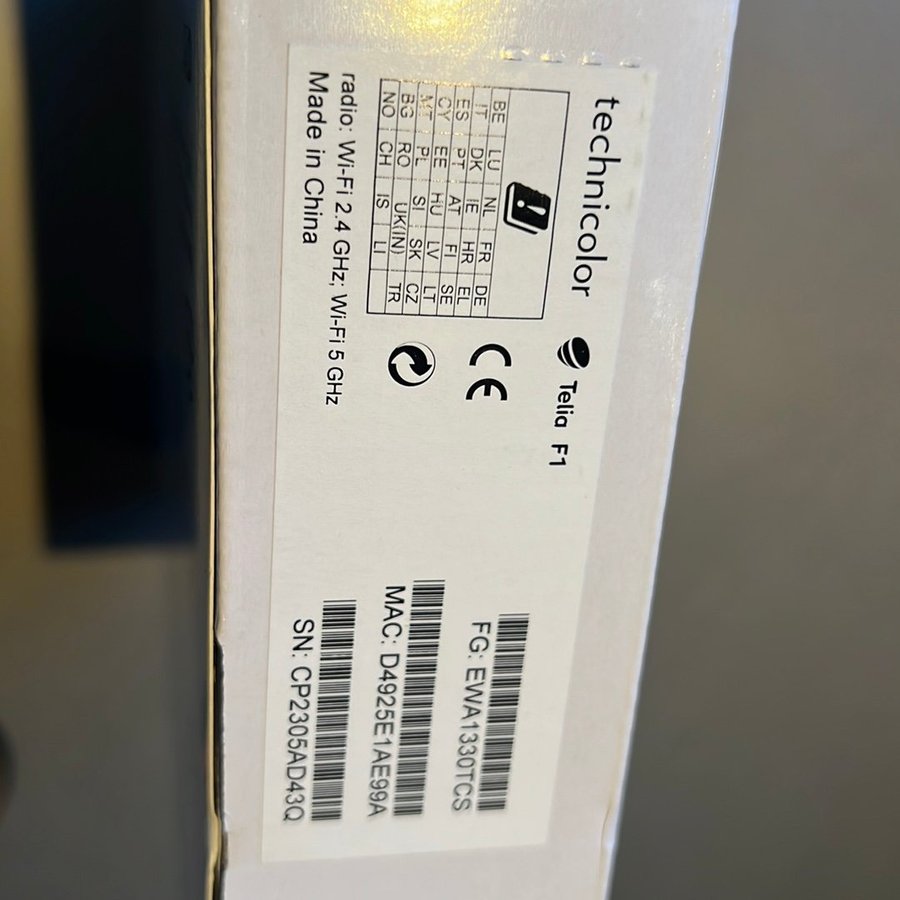 technicolor
Telia F1
BE LU NL FR DE
IT DK IE HR EL
ES PT AT FI SE
CY EE HU LV LT
MT PL SI SK CZ
BG RO UK(IN) TR
NO CH IS LI
CE
radio: Wi-Fi 2.4 GHz; Wi-Fi 5 GHz
Made in China
FG: EWA1330TCS
MAC: D4925E1AE99A
SN: CP2305AD43Q